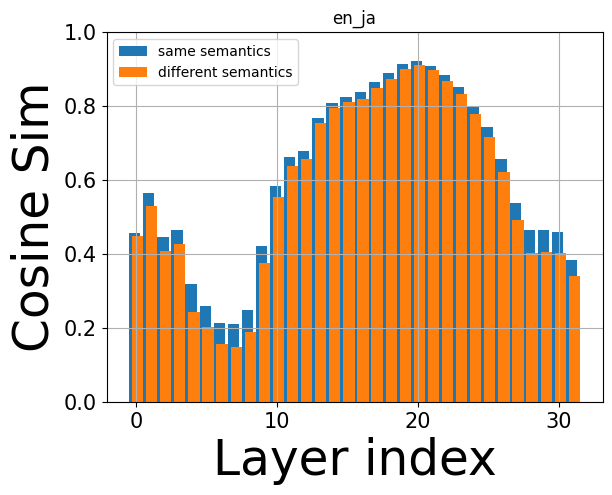 en_ja
same semantics
different semantics
Cosine Sim
1.0
0.8
0.6
0.4
0.2
0.0
0 10 20 30
Layer index